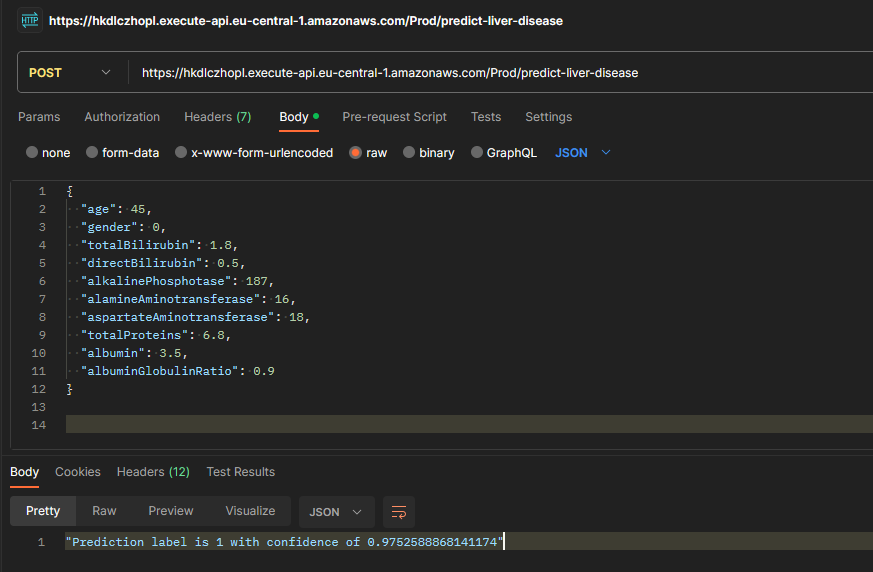 HTTP https://hkdlczhopl.execute-api.eu-central-1.amazonaws.com/Prod/predict-liver-disease
POST https://hkdlczhopl.execute-api.eu-central-1.amazonaws.com/Prod/predict-liver-disease
Params Authorization Headers (7) Body Pre-request Script Tests Settings
none form-data x-www-form-urlencoded raw binary GraphQL JSON
1 {
2 "age": 45,
3 "gender": 0,
4 "totalBilirubin": 1.8,
5 "directBilirubin": 0.5,
6 "alkalinePhosphotase": 187,
7 "alamineAminotransferase": 16,
8 "aspartateAminotransferase": 18,
9 "totalProteins": 6.8,
10 "albumin": 3.5,
11 "albuminGlobulinRatio": 0.9
12 }
13
14
Body Cookies Headers (12) Test Results
Pretty Raw Preview Visualize JSON
1 "Prediction label is 1 with confidence of 0.9752588868141174"